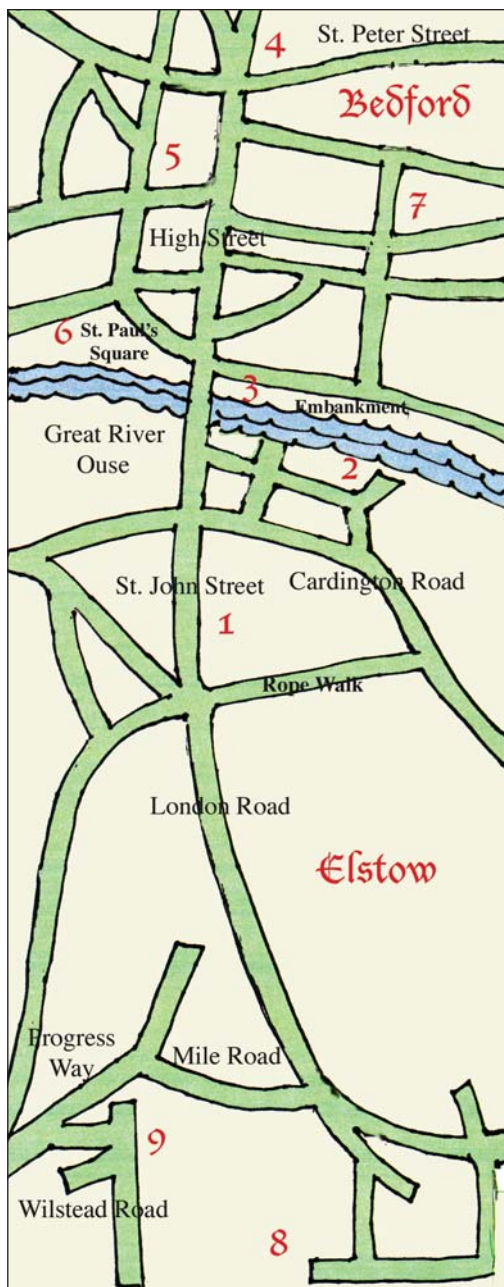 St. Peter Street
4
Bedford
5
7
High Street
6
St. Paul's
Square
3
Embankment
Great River
Ouse
2
St. John Street
Cardington Road
1
Rope Walk
London Road
Elstow
Progress
Way
Mile Road
9
Wilstead Road
8